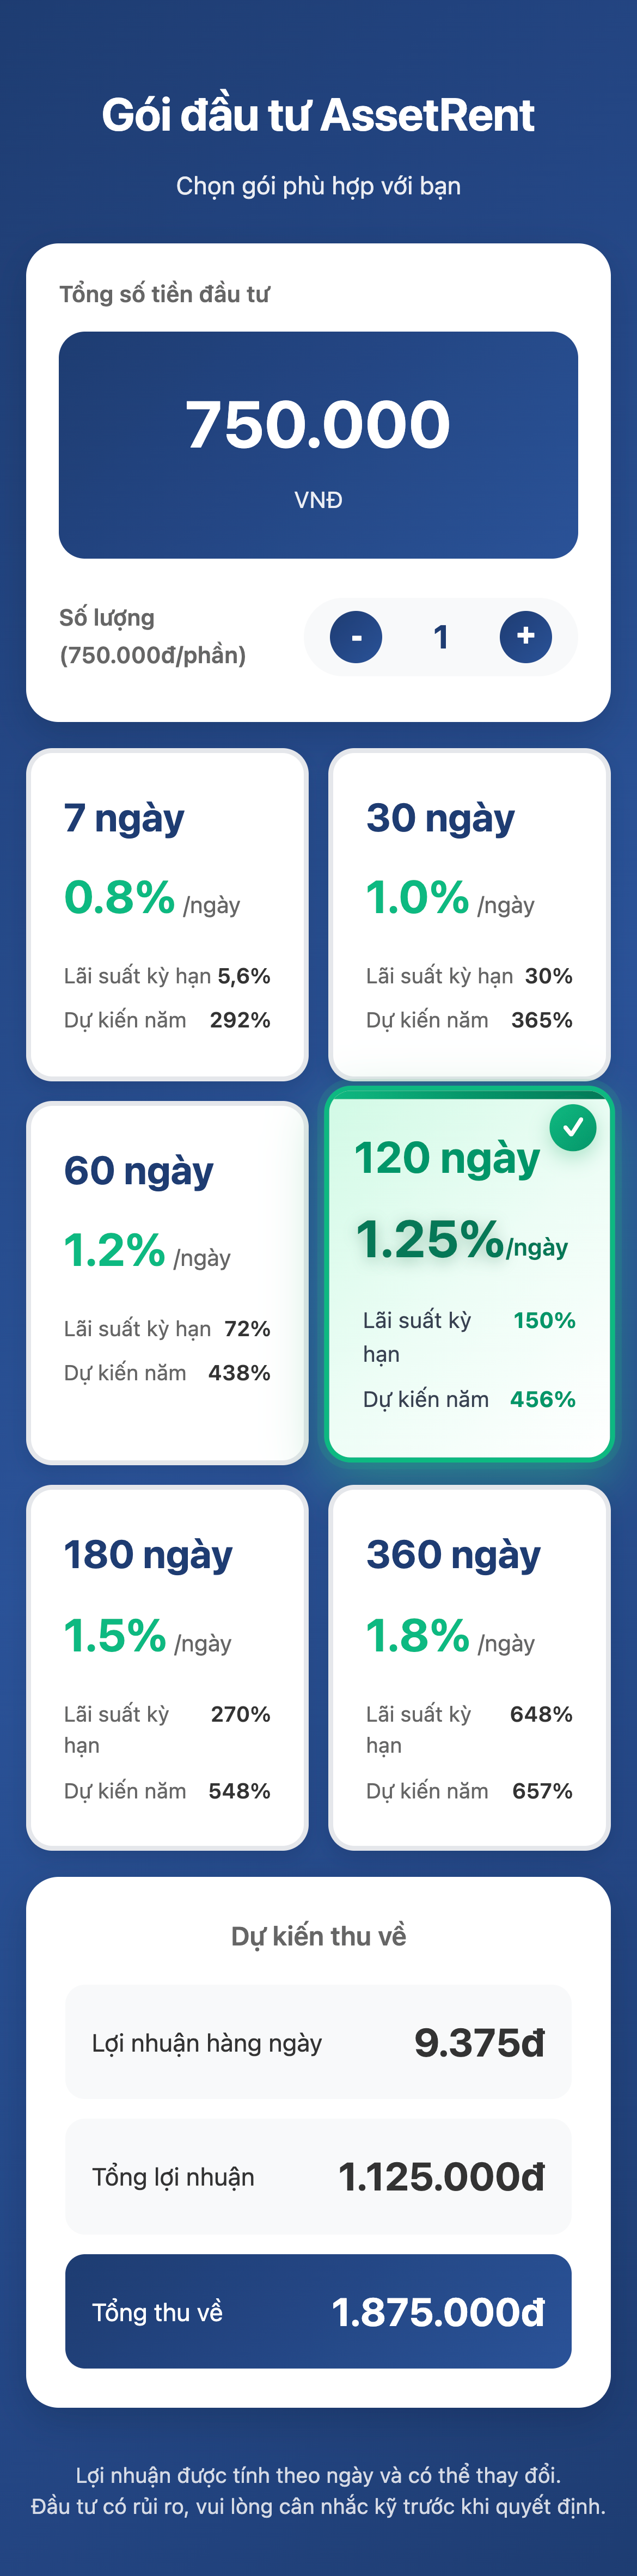 Gói đầu tư AssetRent
Chọn gói phù hợp với bạn
Tổng số tiền đầu tư
750.000
VNĐ
Số lượng
(750.000đ/phần)
- 1 +
7 ngày
0.8% /ngày
Lãi suất kỳ hạn 5,6%
Dự kiến năm 292%
30 ngày
1.0% /ngày
Lãi suất kỳ hạn 30%
Dự kiến năm 365%
60 ngày
1.2% /ngày
Lãi suất kỳ hạn 72%
Dự kiến năm 438%
120 ngày
1.25%/ngày
Lãi suất kỳ 150%
hạn
Dự kiến năm 456%
180 ngày
1.5% /ngày
Lãi suất kỳ 270%
hạn
Dự kiến năm 548%
360 ngày
1.8% /ngày
Lãi suất kỳ 648%
hạn
Dự kiến năm 657%
Dự kiến thu về
Lợi nhuận hàng ngày 9.375đ
Tổng lợi nhuận 1.125.000đ
Tổng thu về 1.875.000đ
Lợi nhuận được tính theo ngày và có thể thay đổi.
Đầu tư có rủi ro, vui lòng cân nhắc kỹ trước khi quyết định.